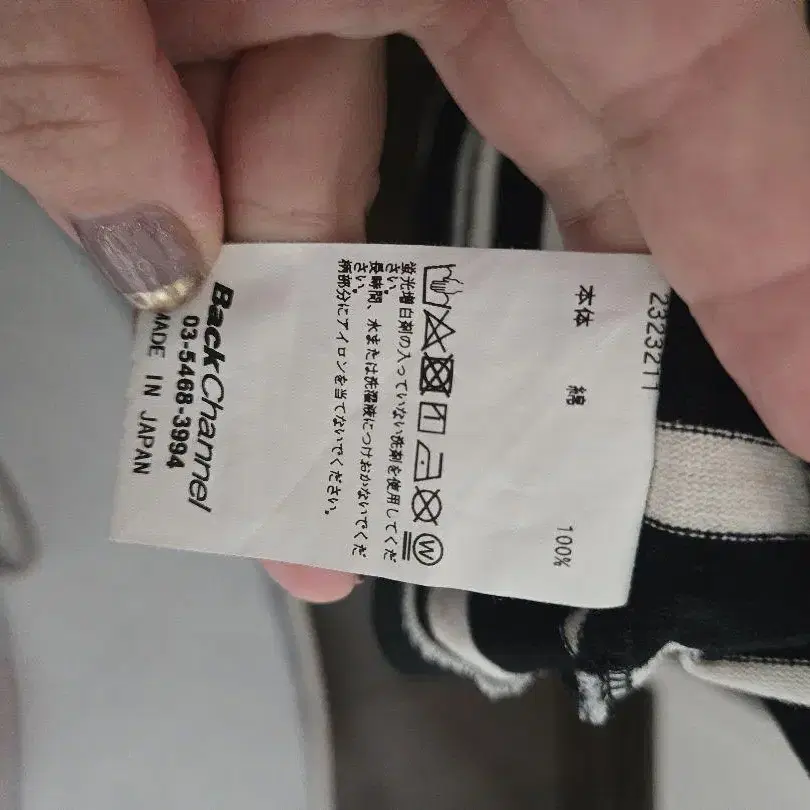 2323211
本体 綿 100%
W
蛍光増白剤の入っていない洗剤を使用してくだ
さい。
長時間、水または洗濯液につけおかないでくだ
さい。
柄部分にアイロンを当てないでください。
BackChannel
03-5468-3994
MADE IN JAPAN